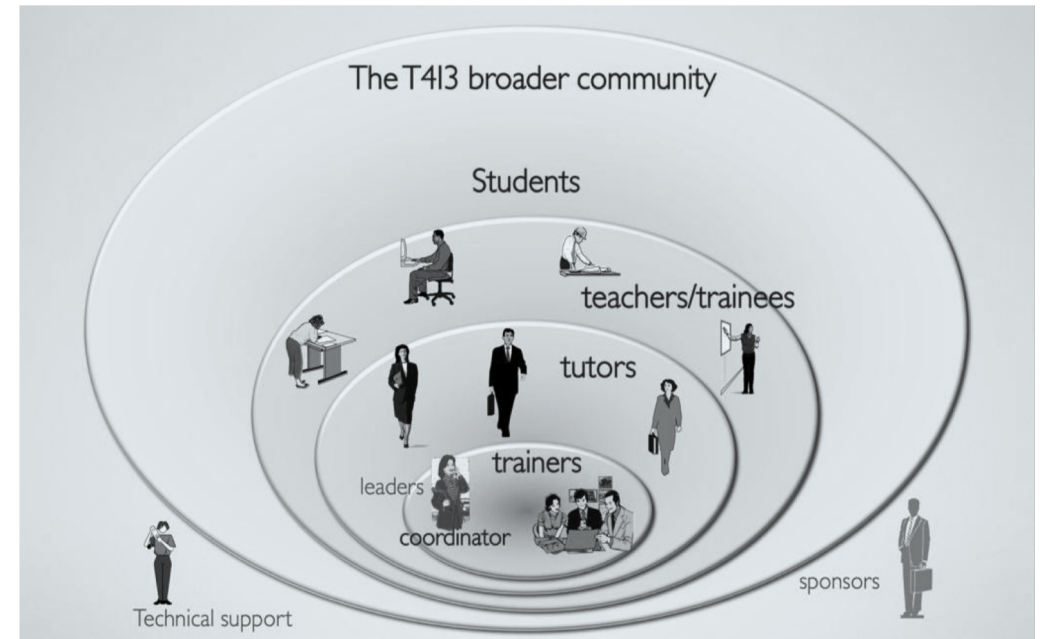 The T4I3 broader community
Students
teachers/trainees
tutors
trainers
leaders
coordinator
sponsors
Technical support